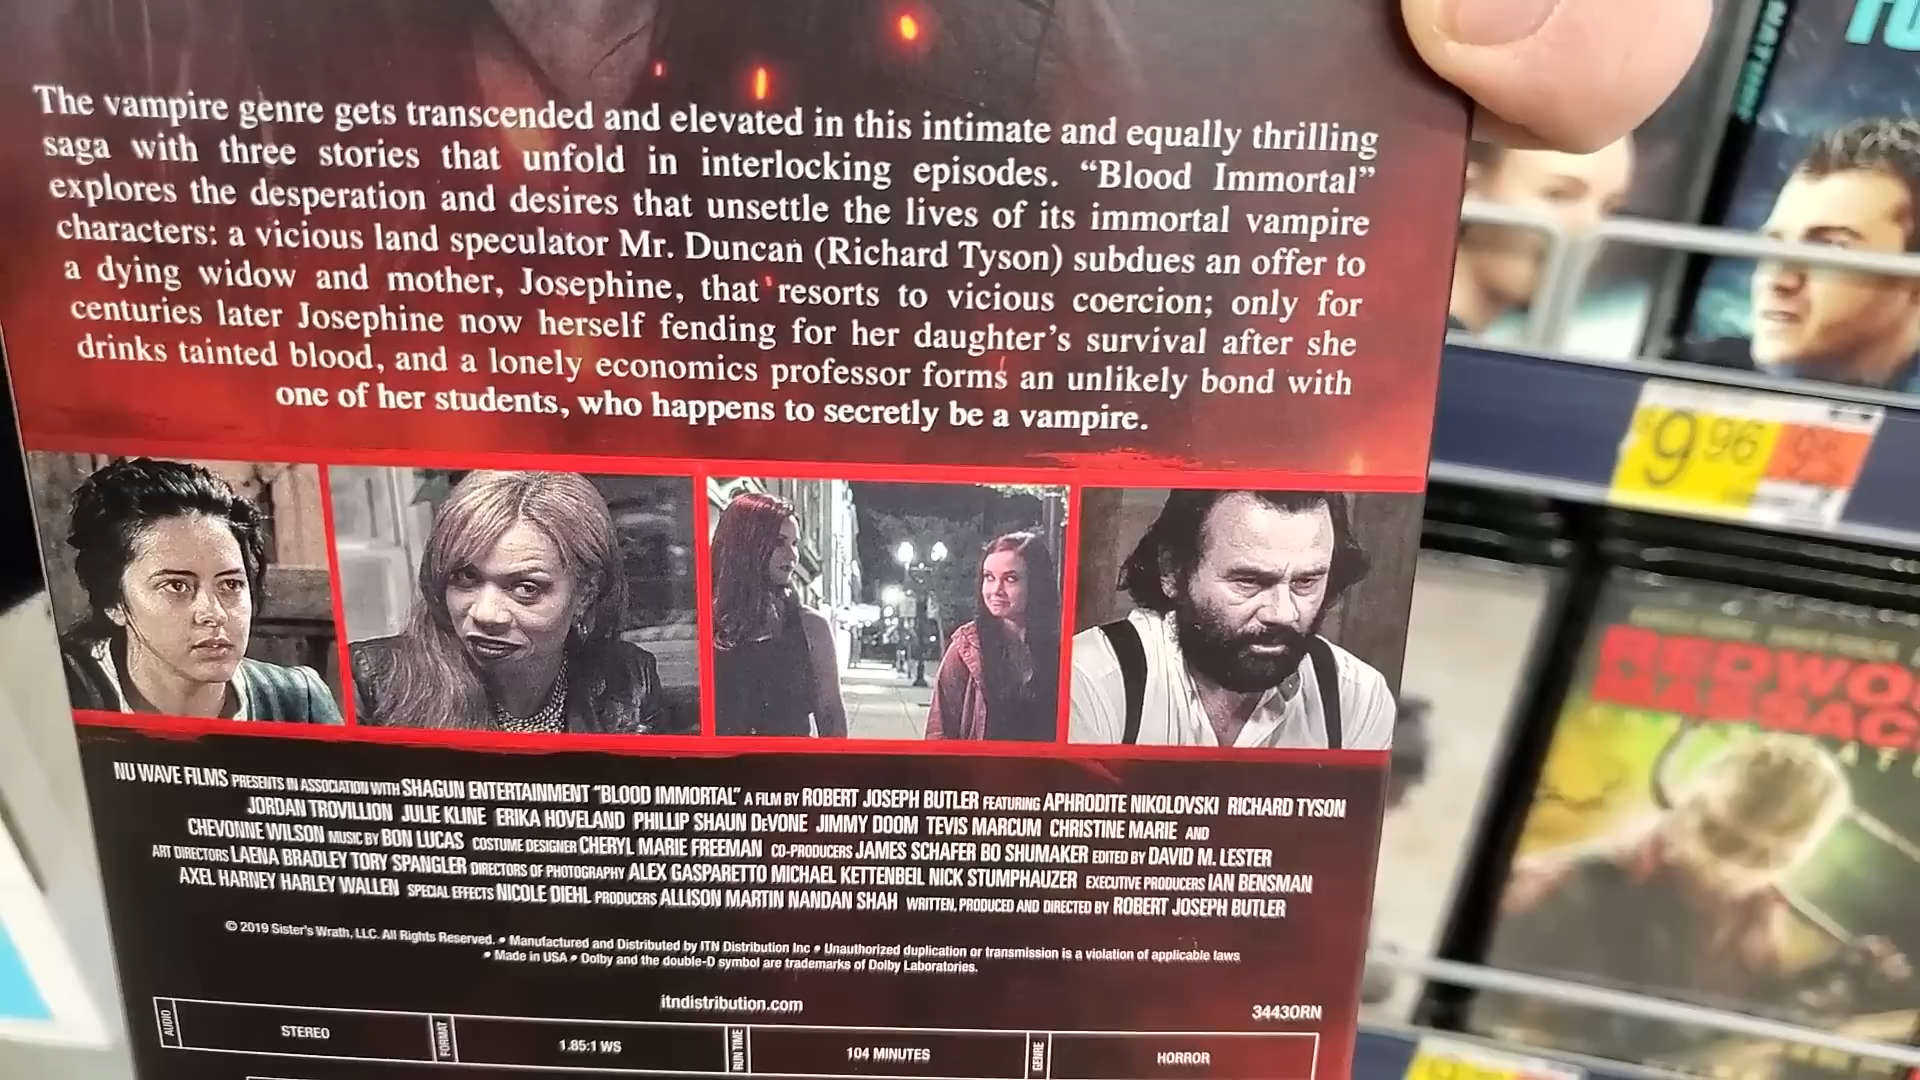 The vampire genre gets transcended and elevated in this intimate and equally thrilling
saga with three stories that unfold in interlocking episodes. “Blood Immortal”
explores the desperation and desires that unsettle the lives of its immortal vampire
characters: a vicious land speculator Mr. Duncan (Richard Tyson) subdues an offer to
a dying widow and mother, Josephine, that resorts to vicious coercion; only for
centuries later Josephine now herself fending for her daughter’s survival after she
drinks tainted blood, and a lonely economics professor forms an unlikely bond with
one of her students, who happens to secretly be a vampire.
NU WAVE FILMS PRESENTS IN ASSOCIATION WITH SHAGUN ENTERTAINMENT “BLOOD IMMORTAL” A FILM BY ROBERT JOSEPH BUTLER FEATURING APHRODITE NIKOLOVSKI RICHARD TYSON
JORDAN TROVILLION JULIE KLINE ERIKA HOVELAND PHILLIP SHAUN DeVONE JIMMY DOOM TEVIS MARCUM CHRISTINE MARIE AND
CHEVONNE WILSON MUSIC BY BON LUCAS COSTUME DESIGNER CHERYL MARIE FREEMAN CO-PRODUCERS JAMES SCHAFER BO SHUMAKER EDITED BY DAVID M. LESTER
ART DIRECTORS LAENA BRADLEY TORY SPANGLER DIRECTORS OF PHOTOGRAPHY ALEX GASPARETTO MICHAEL KETTENBEIL NICK STUMPHAUZER EXECUTIVE PRODUCERS IAN BENSMAN
AXEL HARNEY HARLEY WALLEN SPECIAL EFFECTS NICOLE DIEHL PRODUCERS ALLISON MARTIN NANDAN SHAH WRITTEN, PRODUCED AND DIRECTED BY ROBERT JOSEPH BUTLER
© 2019 Sister’s Wrath, LLC. All Rights Reserved. • Manufactured and Distributed by ITN Distribution Inc • Unauthorized duplication or transmission is a violation of applicable laws
• Made in USA • Dolby and the double-D symbol are trademarks of Dolby Laboratories.
itndistribution.com
34430RN
AUDIO STEREO FORMAT 1.85:1 WS RUN TIME 104 MINUTES GENRE HORROR
$9 96